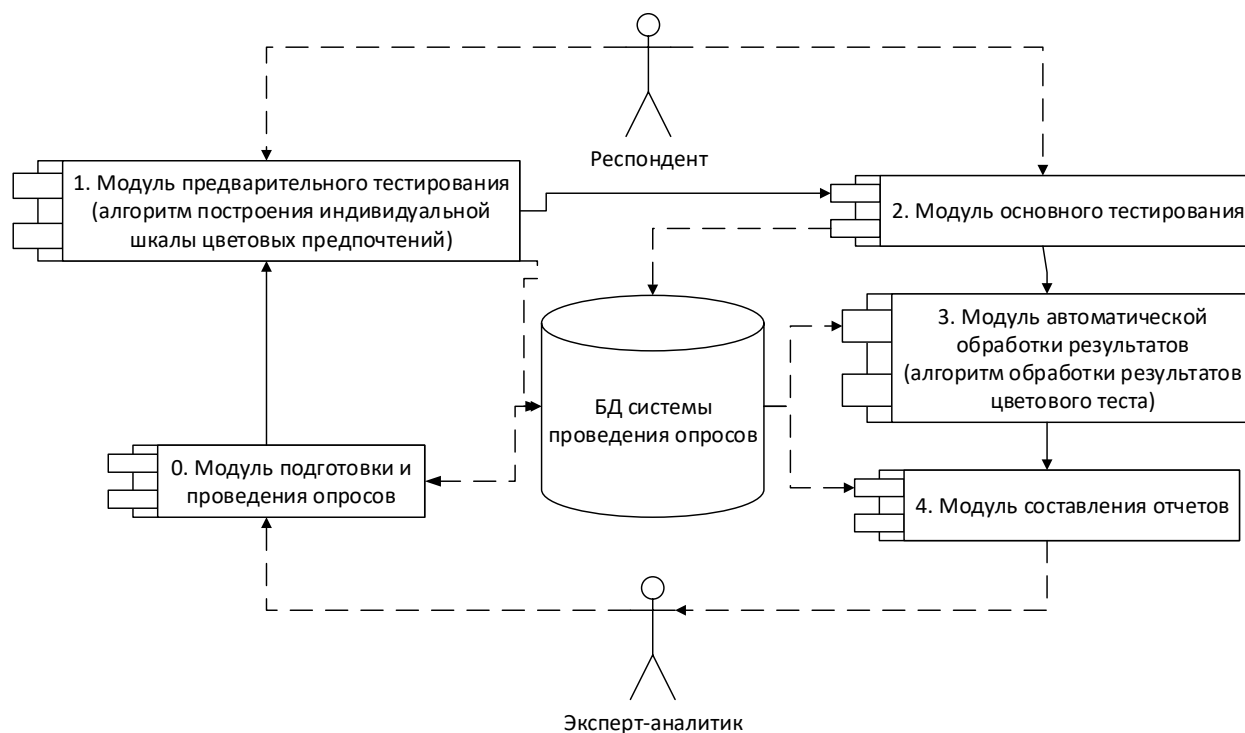 Респондент
1. Модуль предварительного тестирования
(алгоритм построения индивидуальной
шкалы цветовых предпочтений)
2. Модуль основного тестирования
3. Модуль автоматической
обработки результатов
(алгоритм обработки результатов
цветового теста)
БД системы
проведения опросов
0. Модуль подготовки и
проведения опросов
4. Модуль составления отчетов
Эксперт-аналитик